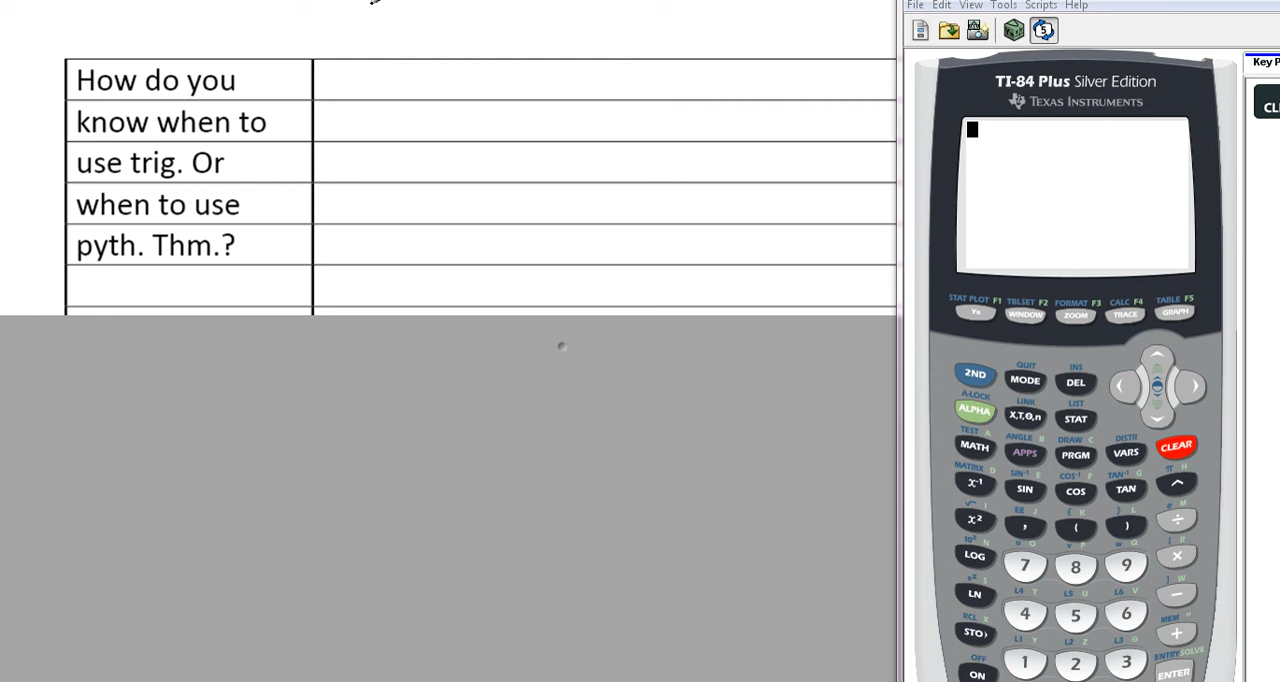 File Edit View Tools Scripts Help
How do you
know when to
use trig. Or
when to use
pyth. Thm.?
Key P
CL
TI-84 Plus Silver Edition
TEXAS INSTRUMENTS
STAT PLOT F1 TBLSET F2 FORMAT F3 CALC F4 TABLE F5
Y= WINDOW ZOOM TRACE GRAPH
QUIT INS
2ND MODE DEL
A-LOCK LINK LIST
ALPHA X,T,Θ,n STAT
TEST A ANGLE B DRAW C DISTR
MATH APPS PRGM VARS CLEAR
MATRIX D SIN⁻¹ E COS⁻¹ F TAN⁻¹ G π H
x⁻¹ SIN COS TAN ^
√ I EE J { K } L e M
x² , ( ) ÷
10ˣ N u O v P w Q [ R
LOG 7 8 9 ×
eˣ S L4 T L5 U L6 V ] W
LN 4 5 6 −
RCL X L1 Y L2 Z L3 θ MEM "
STO› 1 2 3 +
OFF ENTRY SOLVE
ON ENTER